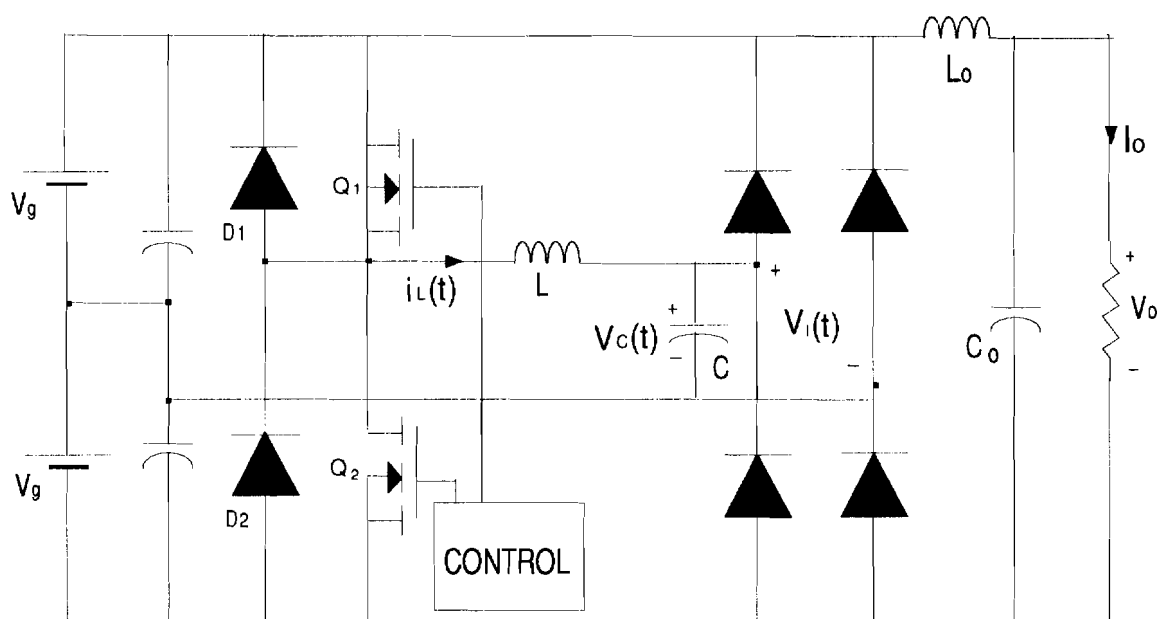 Lo
Io
Vg
Q1
D1
+
iL(t)
L
+
Vc(t)
-
C
VI(t)
-
Co
+
Vo
-
Vg
Q2
D2
CONTROL